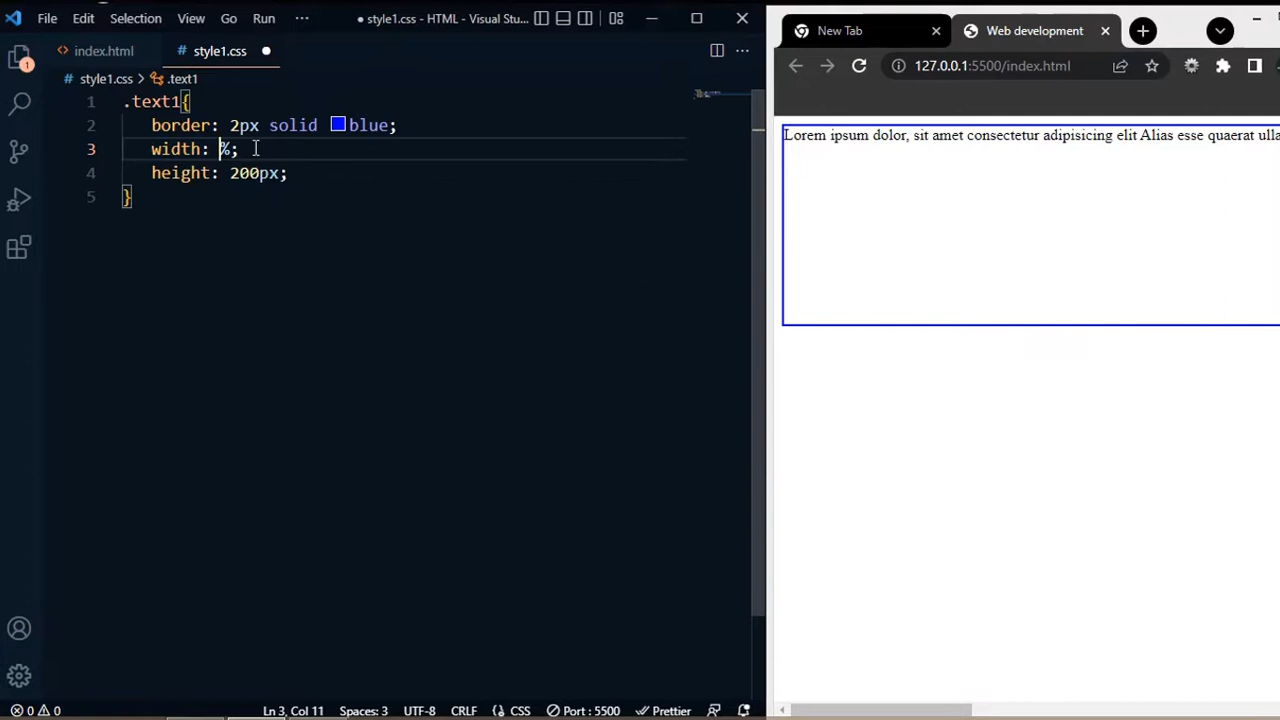 File Edit Selection View Go Run ··· ● style1.css - HTML - Visual Stu...
index.html style1.css ●
# style1.css > .text1
1 .text1{
2 border: 2px solid blue;
3 width: %;
4 height: 200px;
5 }
1
0 0 Ln 3, Col 11 Spaces: 3 UTF-8 CRLF {} CSS Port : 5500 Prettier
New Tab Web development
127.0.0.1:5500/index.html
Lorem ipsum dolor, sit amet consectetur adipisicing elit Alias esse quaerat ulla